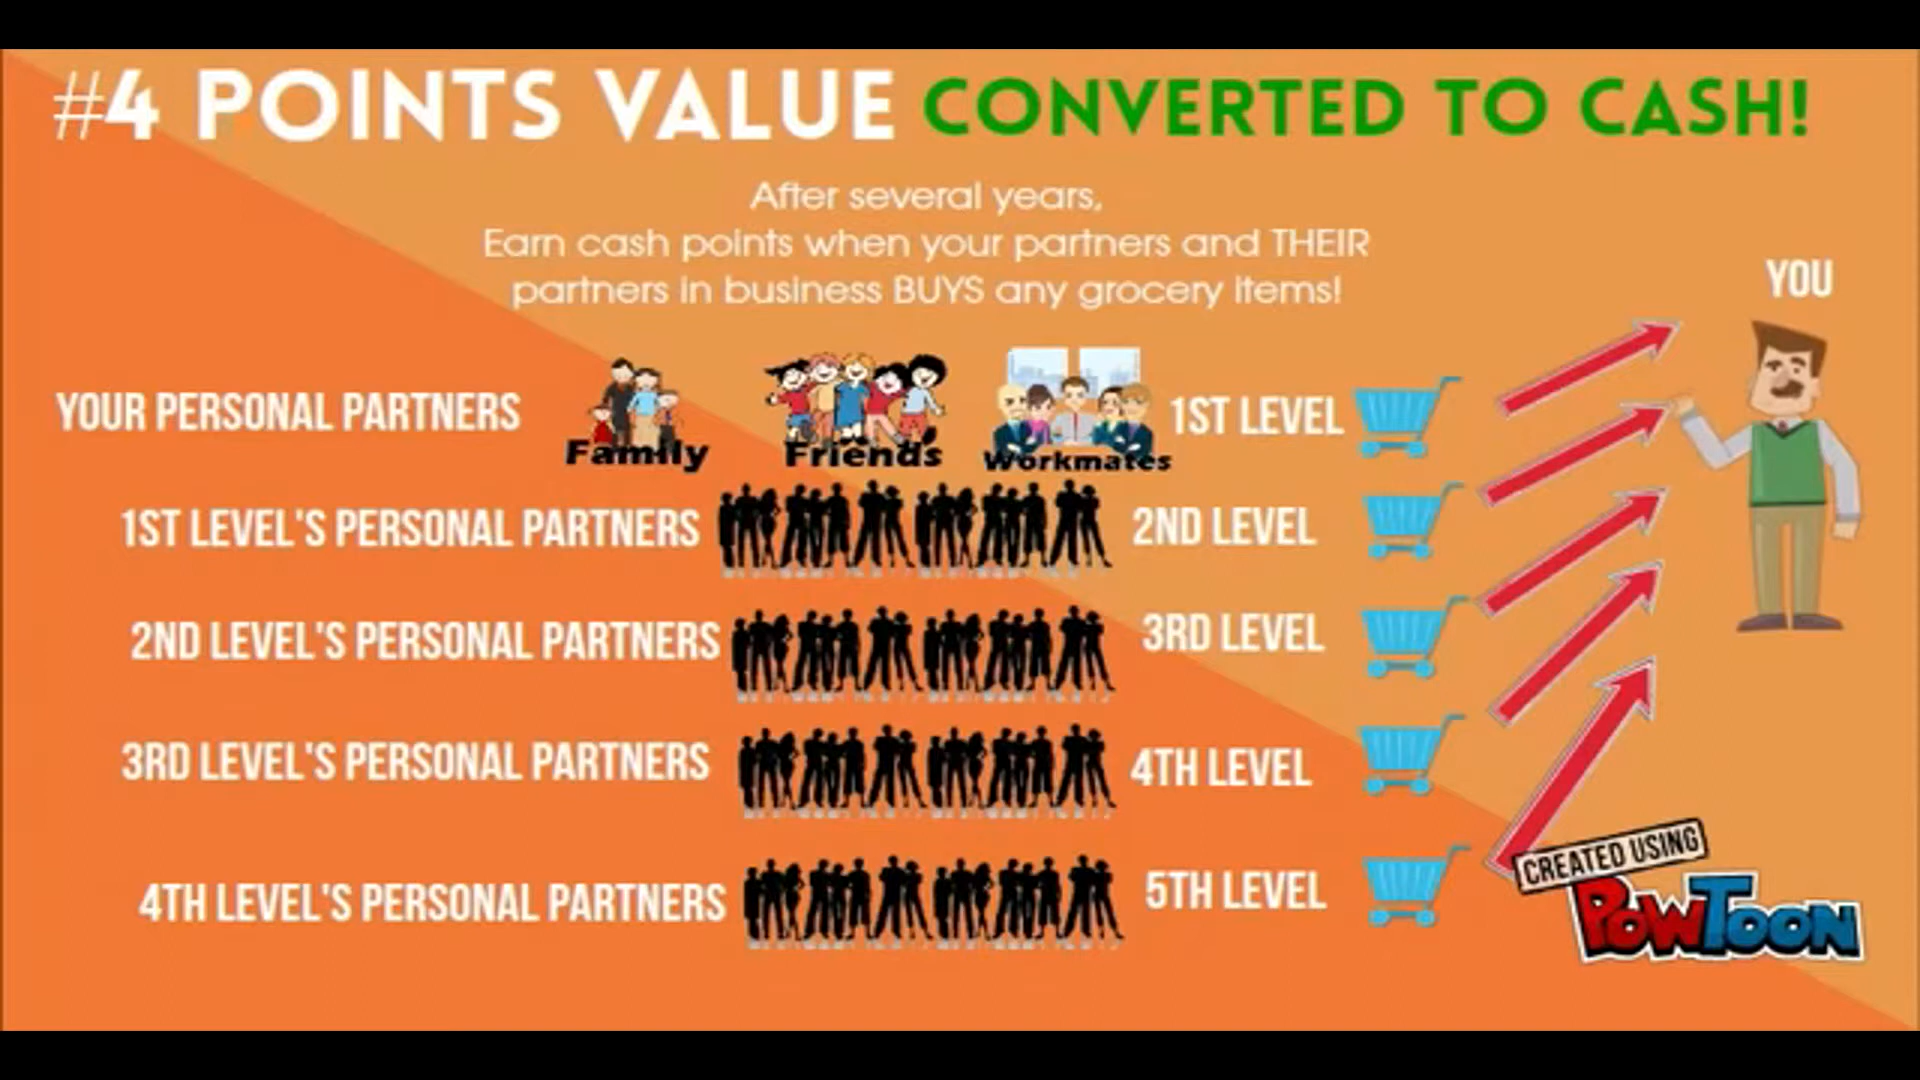 #4 POINTS VALUE CONVERTED TO CASH!
After several years,
Earn cash points when your partners and THEIR
partners in business BUYS any grocery items!
YOU
YOUR PERSONAL PARTNERS
Family
Friends
Workmates
1ST LEVEL
1ST LEVEL'S PERSONAL PARTNERS
2ND LEVEL
2ND LEVEL'S PERSONAL PARTNERS
3RD LEVEL
3RD LEVEL'S PERSONAL PARTNERS
4TH LEVEL
4TH LEVEL'S PERSONAL PARTNERS
5TH LEVEL
CREATED USING
POWTOON